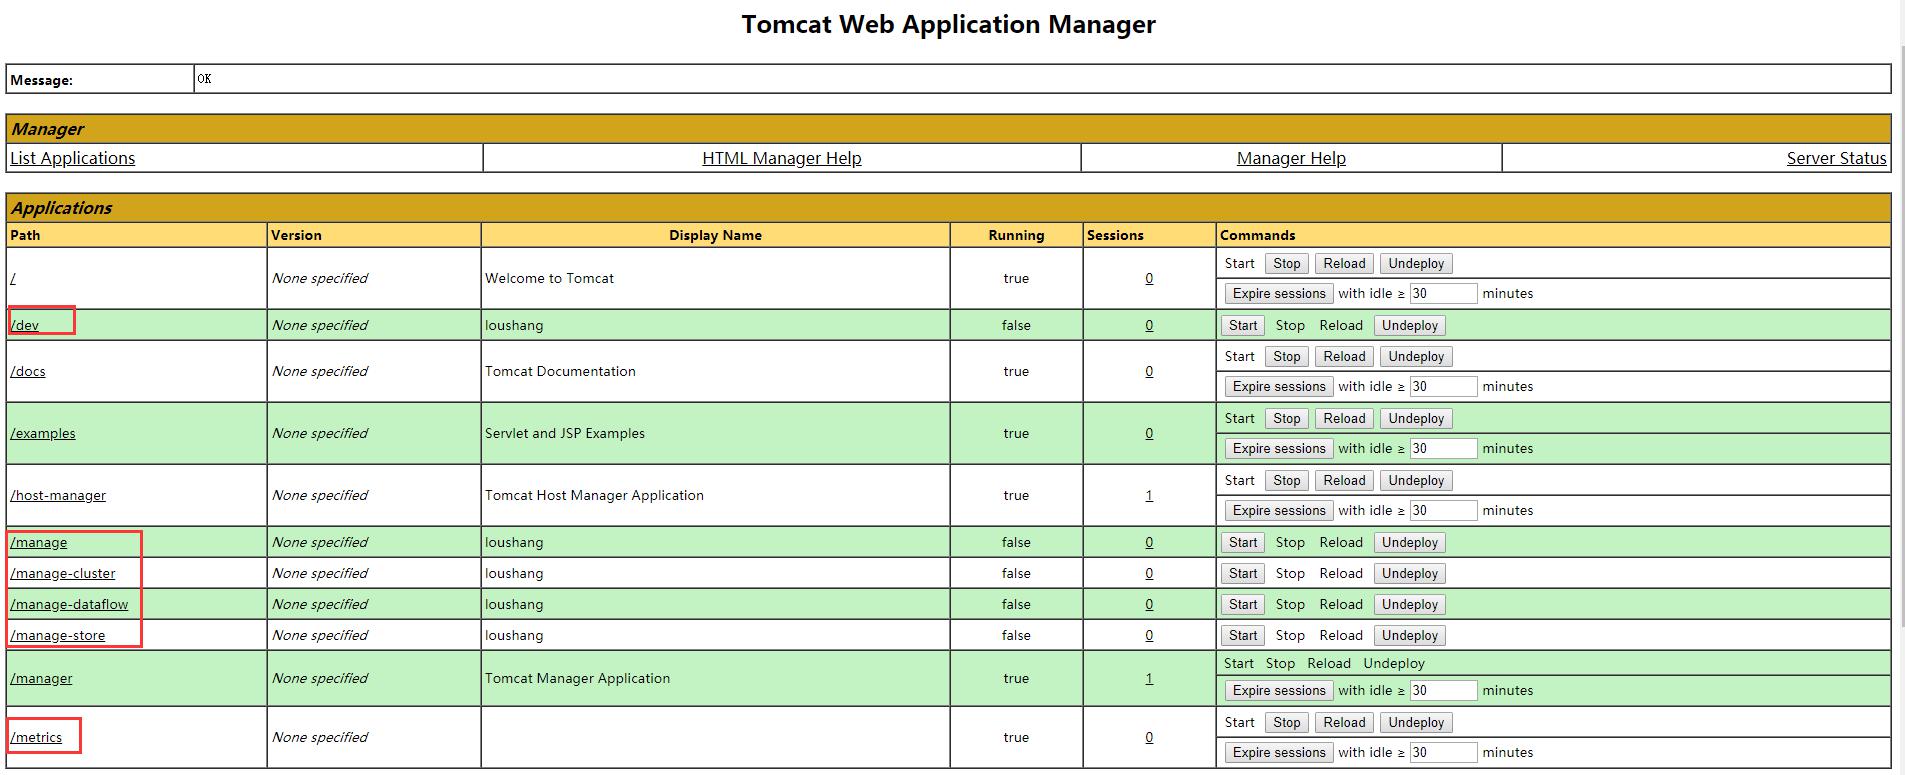 Tomcat Web Application Manager
Message: OK
Manager
List Applications HTML Manager Help Manager Help Server Status
Applications
Path Version Display Name Running Sessions Commands
/ None specified Welcome to Tomcat true 0 Start Stop Reload Undeploy
Expire sessions with idle ≥ 30 minutes
/dev None specified loushang false 0 Start Stop Reload Undeploy
/docs None specified Tomcat Documentation true 0 Start Stop Reload Undeploy
Expire sessions with idle ≥ 30 minutes
/examples None specified Servlet and JSP Examples true 0 Start Stop Reload Undeploy
Expire sessions with idle ≥ 30 minutes
/host-manager None specified Tomcat Host Manager Application true 1 Start Stop Reload Undeploy
Expire sessions with idle ≥ 30 minutes
/manage None specified loushang false 0 Start Stop Reload Undeploy
/manage-cluster None specified loushang false 0 Start Stop Reload Undeploy
/manage-dataflow None specified loushang false 0 Start Stop Reload Undeploy
/manage-store None specified loushang false 0 Start Stop Reload Undeploy
/manager None specified Tomcat Manager Application true 1 Start Stop Reload Undeploy
Expire sessions with idle ≥ 30 minutes
/metrics None specified true 0 Start Stop Reload Undeploy
Expire sessions with idle ≥ 30 minutes